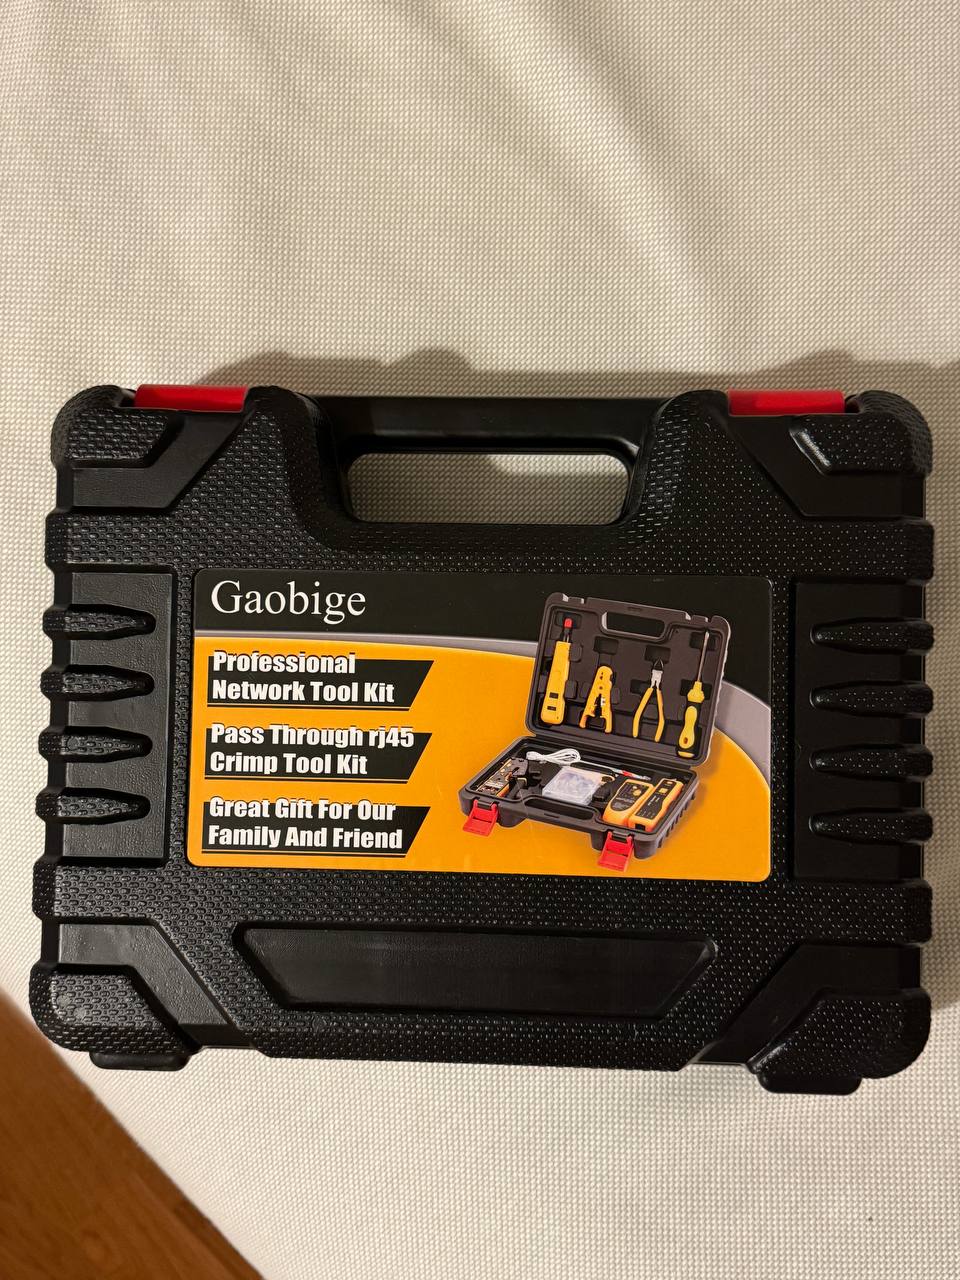 Gaobige
Professional
Network Tool Kit
Pass Through rj45
Crimp Tool Kit
Great Gift For Our
Family And Friend